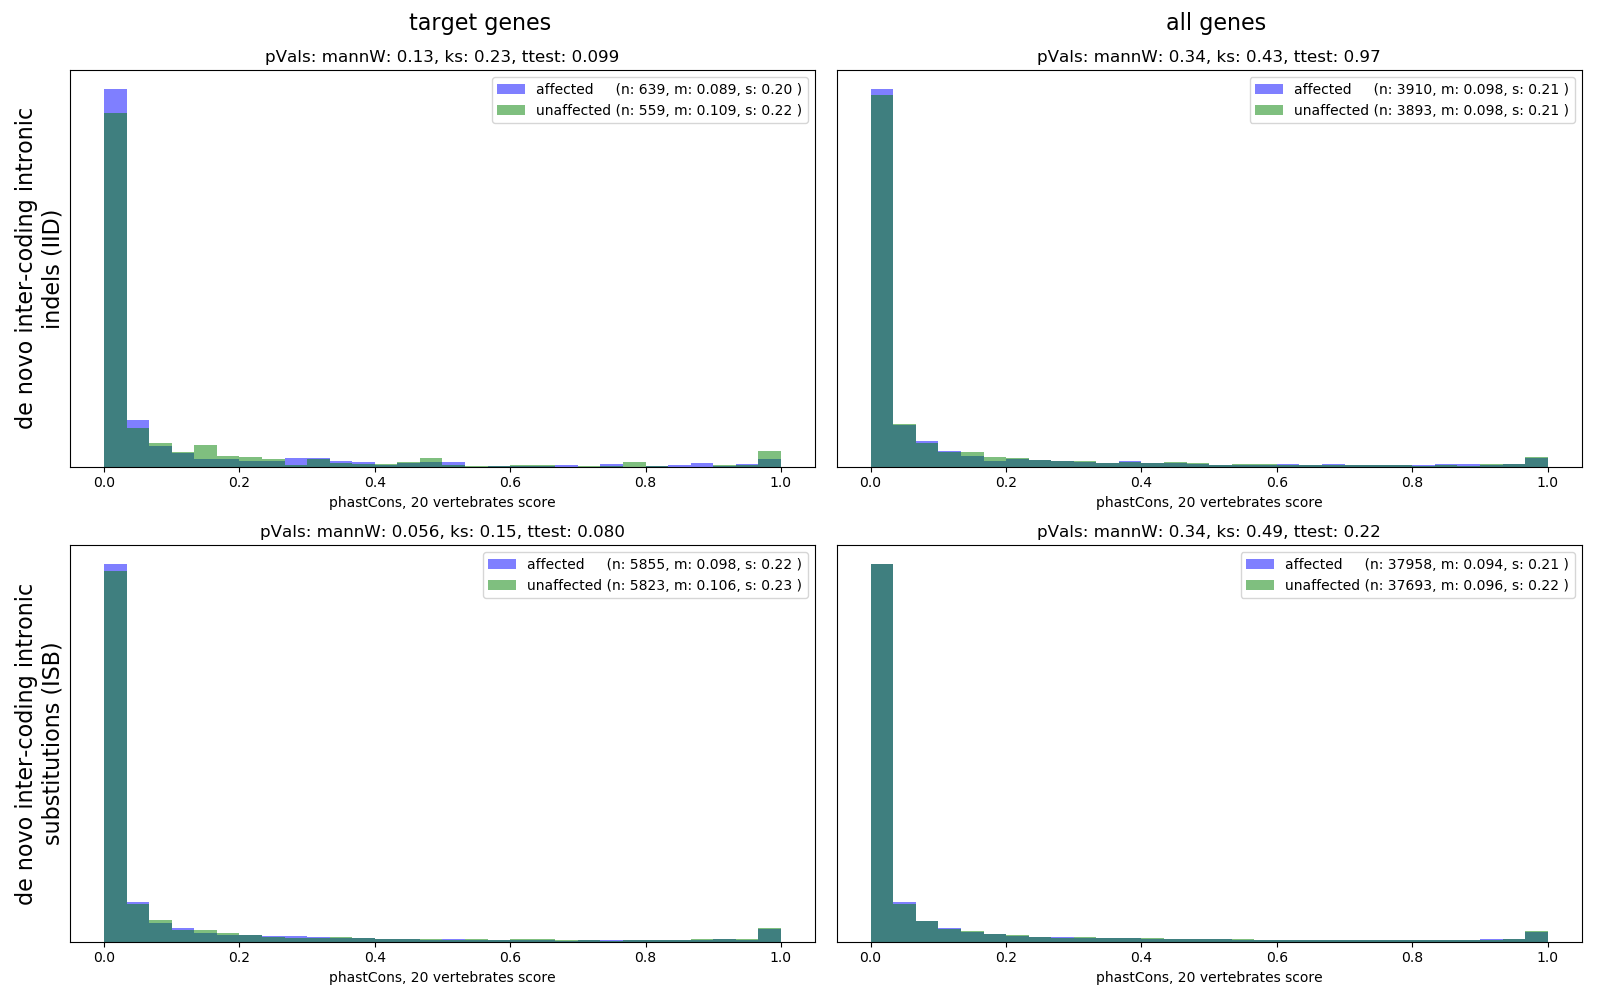 target genes
all genes
de novo inter-coding intronic
indels (IID)
pVals: mannW: 0.13, ks: 0.23, ttest: 0.099
affected (n: 639, m: 0.089, s: 0.20 )
unaffected (n: 559, m: 0.109, s: 0.22 )
0.0 0.2 0.4 0.6 0.8 1.0
phastCons, 20 vertebrates score
pVals: mannW: 0.34, ks: 0.43, ttest: 0.97
affected (n: 3910, m: 0.098, s: 0.21 )
unaffected (n: 3893, m: 0.098, s: 0.21 )
0.0 0.2 0.4 0.6 0.8 1.0
phastCons, 20 vertebrates score
de novo inter-coding intronic
substitutions (ISB)
pVals: mannW: 0.056, ks: 0.15, ttest: 0.080
affected (n: 5855, m: 0.098, s: 0.22 )
unaffected (n: 5823, m: 0.106, s: 0.23 )
0.0 0.2 0.4 0.6 0.8 1.0
phastCons, 20 vertebrates score
pVals: mannW: 0.34, ks: 0.49, ttest: 0.22
affected (n: 37958, m: 0.094, s: 0.21 )
unaffected (n: 37693, m: 0.096, s: 0.22 )
0.0 0.2 0.4 0.6 0.8 1.0
phastCons, 20 vertebrates score